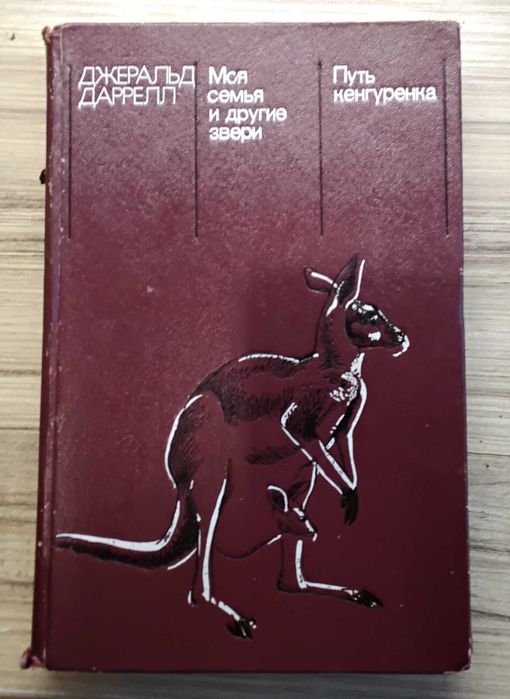 ДЖЕРАЛЬД
ДАРРЕЛЛ
Моя
семья
и другие
звери
Путь
кенгуренка